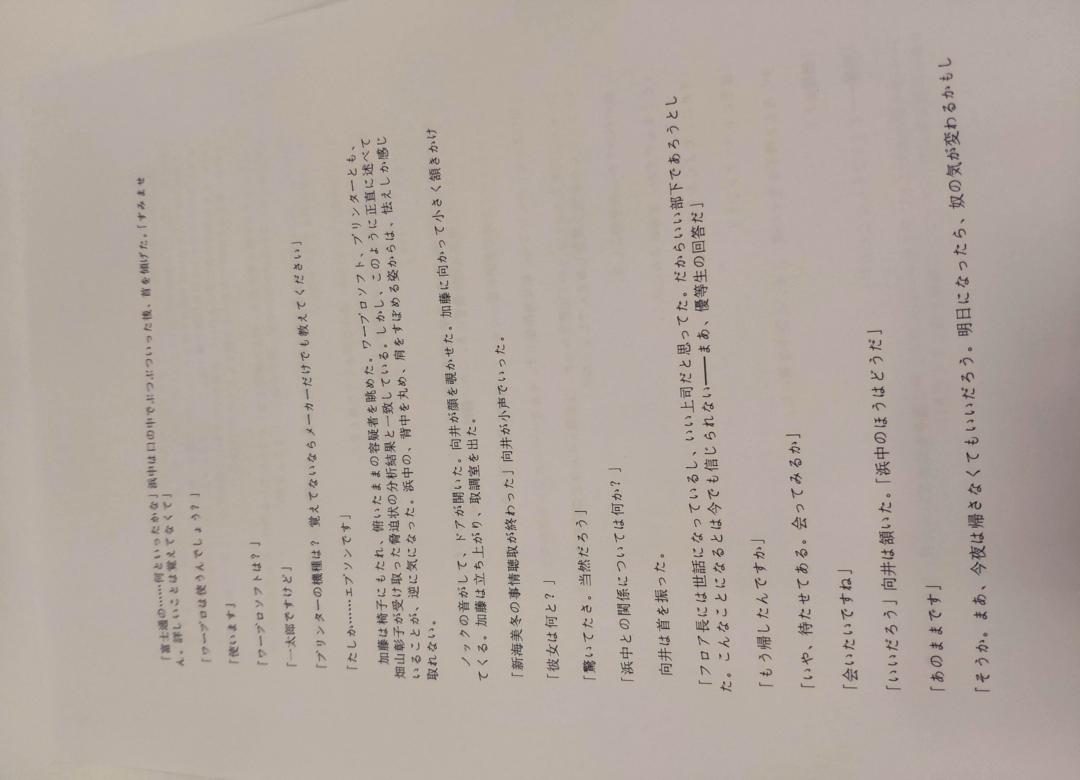 「富士通の……何といったかな」浜中は口の中でぶつぶついった後、首を傾げた。「すみませ
ん。詳しいことは覚えてなくて」
「ワープロは使うんでしょう?」
「使います」
「ワープロソフトは?」
「一太郎ですけど」
「プリンターの機種は? 覚えてないならメーカーだけでも教えてください」
「たしか……エプソンです」
加藤は椅子にもたれ、俯いたままの容疑者を眺めた。ワープロソフト、プリンターとも、
畑山彰子が受け取った脅迫状の分析結果と一致している。しかし、このように正直に述べて
いることが、逆に気になった。浜中の、背中を丸め、肩をすぼめる姿からは、怯えしか感じ
取れない。
ノックの音がして、ドアが開いた。向井が顔を覗かせた。加藤に向かって小さく頷きかけ
てくる。加藤は立ち上がり、取調室を出た。
「新海美冬の事情聴取が終わった」向井が小声でいった。
「彼女は何と?」
「驚いてたさ。当然だろう」
「浜中との関係については何か?」
向井は首を振った。
「フロア長には世話になっているし、いい上司だと思ってた。だからいい部下であろうとし
た。こんなことになるとは今でも信じられない――まあ、優等生の回答だ」
「もう帰したんですか」
「いや、待たせてある。会ってみるか」
「会いたいですね」
「いいだろう」向井は頷いた。「浜中のほうはどうだ」
「あのままです」
「そうか。まあ、今夜は帰さなくてもいいだろう。明日になったら、奴の気が変わるかもし